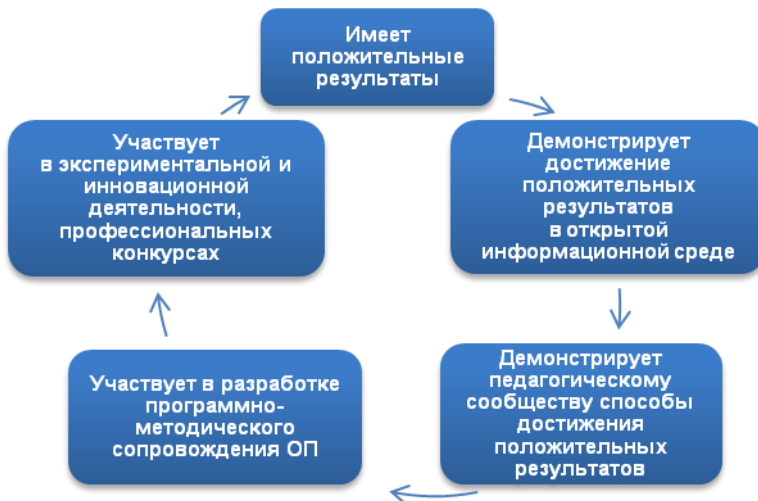 Имеет
положительные
результаты
Демонстрирует
достижение
положительных
результатов
в открытой
информационной среде
Демонстрирует
педагогическому
сообществу способы
достижения
положительных
результатов
Участвует в разработке
программно-
методического
сопровождения ОП
Участвует
в экспериментальной и
инновационной
деятельности,
профессиональных
конкурсах